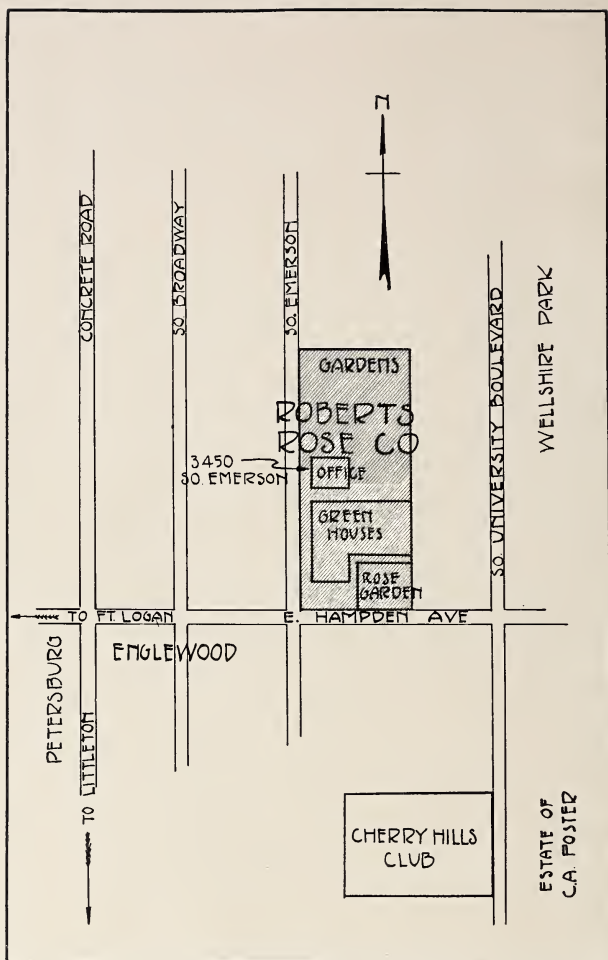 N
CONCRETE ROAD
SO BROADWAY
SO. EMERSON
SO. UNIVERSITY BOULEVARD
WELLSHIRE PARK
GARDENS
ROBERTS
ROSE CO
3450
SO. EMERSON
OFFICE
GREEN
HOUSES
ROSE
GARDEN
TO FT. LOGAN
E. HAMPDEN AVE
ENGLEWOOD
PETERSBURG
TO LITTLETON
CHERRY HILLS
CLUB
ESTATE OF
C.A. FOSTER